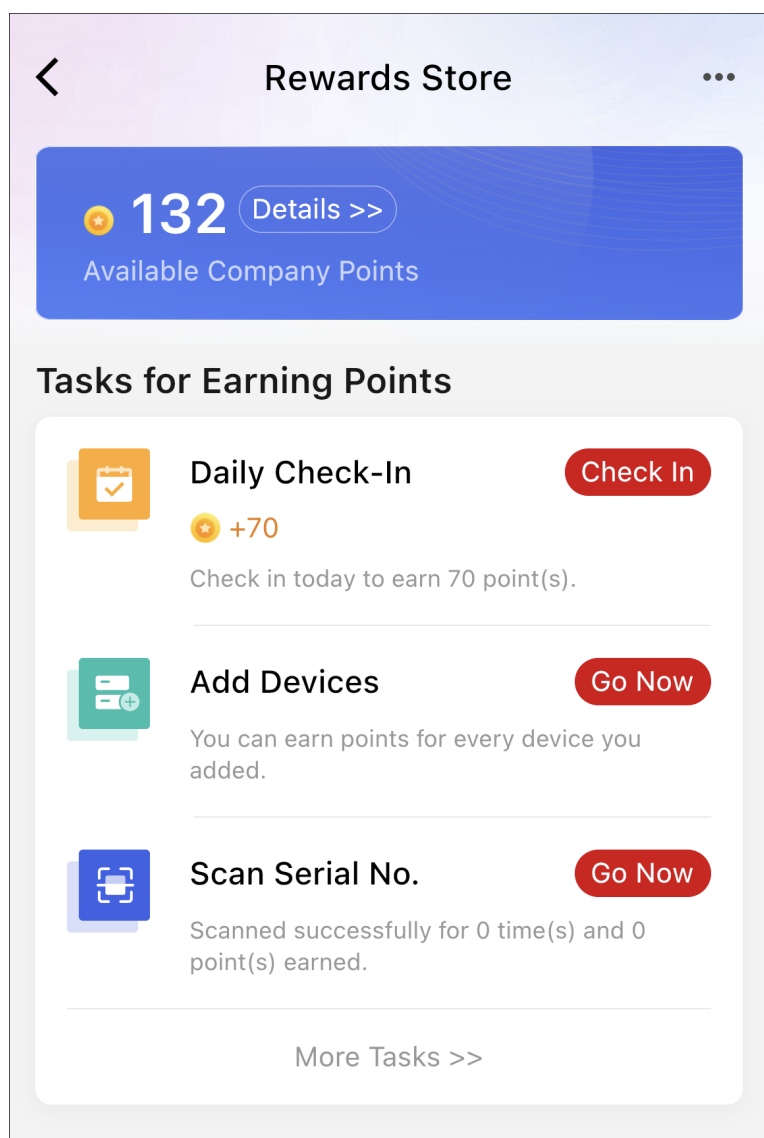 Rewards Store
132
Details >>
Available Company Points
Tasks for Earning Points
Daily Check-In
Check In
+70
Check in today to earn 70 point(s).
Add Devices
Go Now
You can earn points for every device you
added.
Scan Serial No.
Go Now
Scanned successfully for 0 time(s) and 0
point(s) earned.
More Tasks >>